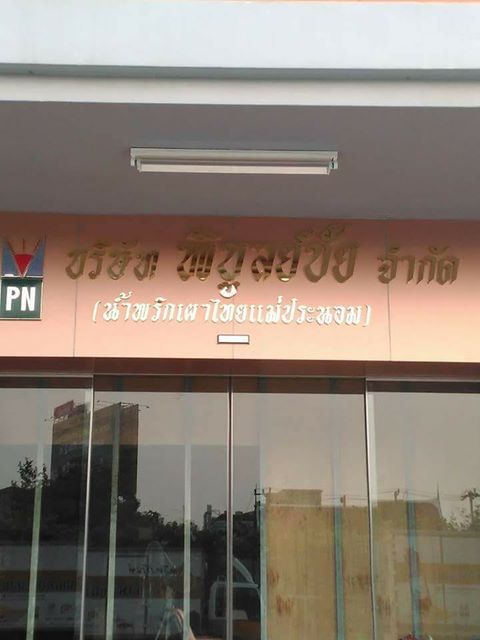 บริษัท พิบูลย์ชัย จำกัด
PN
(น้ำพริกเผาไทยแม่ประนอม)